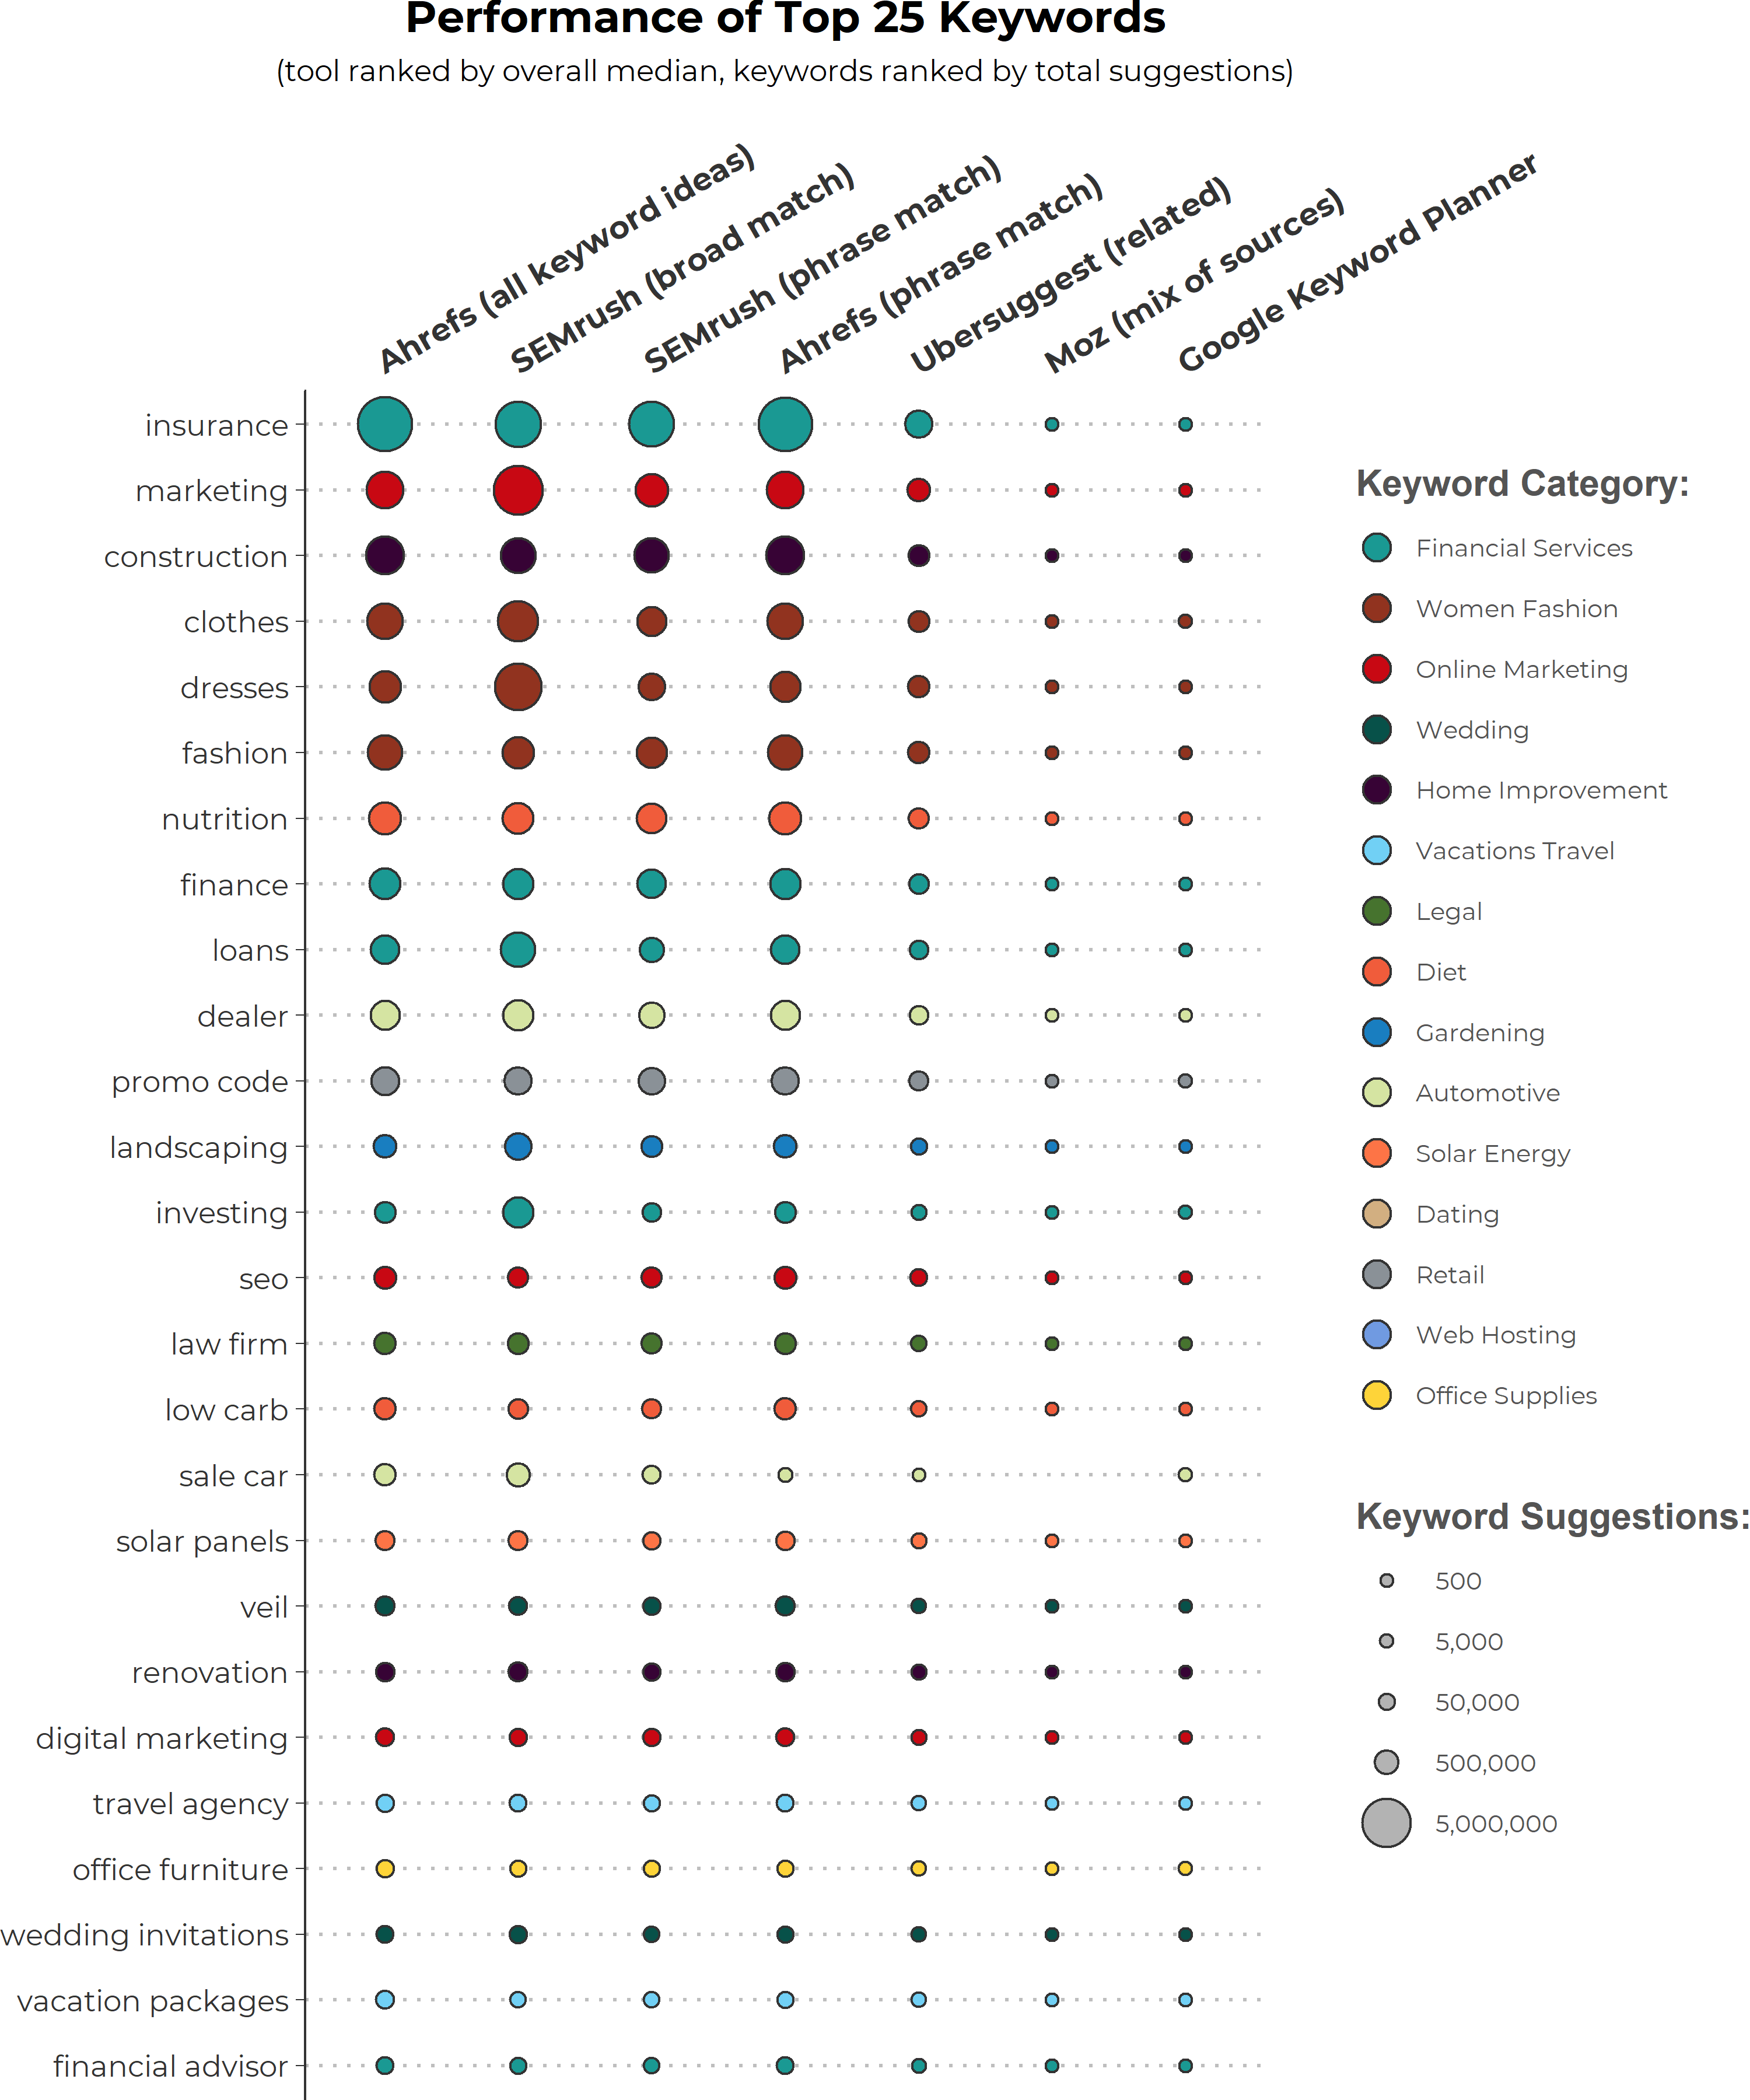 Performance of Top 25 Keywords
(tool ranked by overall median, keywords ranked by total suggestions)
Ahrefs (all keyword ideas)
SEMrush (broad match)
SEMrush (phrase match)
Ahrefs (phrase match)
Ubersuggest (related)
Moz (mix of sources)
Google Keyword Planner
insurance
marketing
construction
clothes
dresses
fashion
nutrition
finance
loans
dealer
promo code
landscaping
investing
seo
law firm
low carb
sale car
solar panels
veil
renovation
digital marketing
travel agency
office furniture
wedding invitations
vacation packages
financial advisor
Keyword Category:
Financial Services
Women Fashion
Online Marketing
Wedding
Home Improvement
Vacations Travel
Legal
Diet
Gardening
Automotive
Solar Energy
Dating
Retail
Web Hosting
Office Supplies
Keyword Suggestions:
500
5,000
50,000
500,000
5,000,000